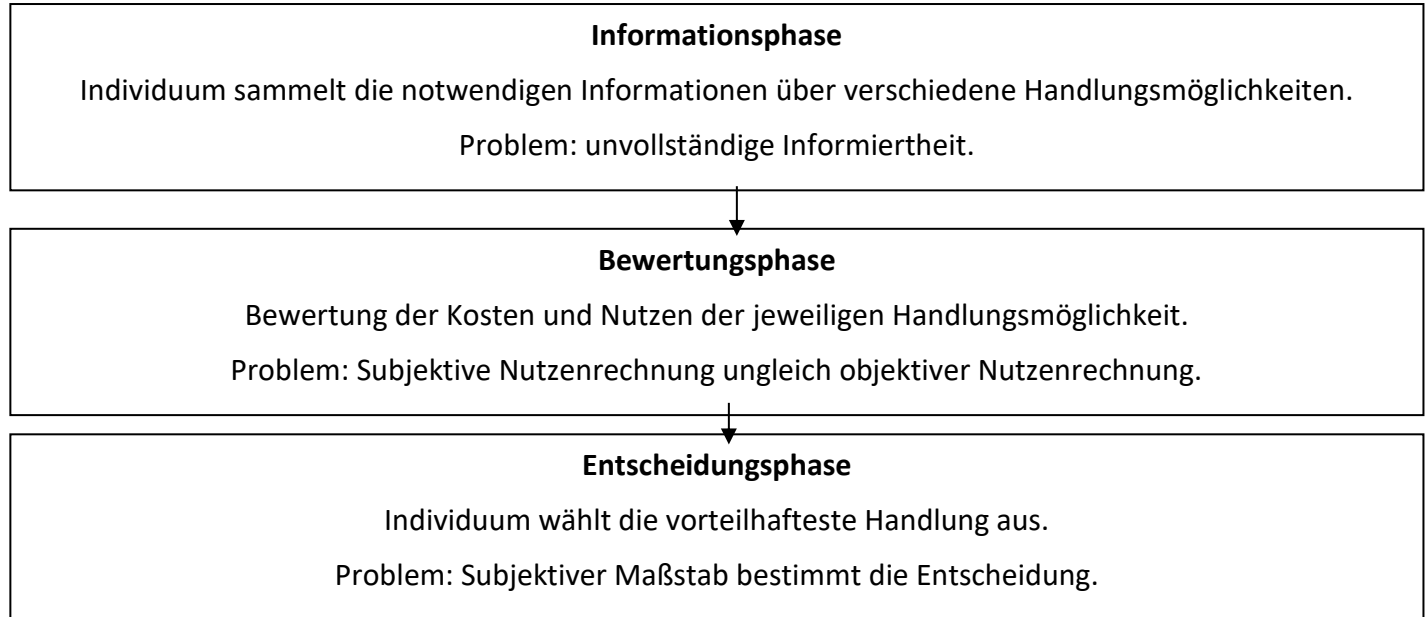 Informationsphase
Individuum sammelt die notwendigen Informationen über verschiedene Handlungsmöglichkeiten.
Problem: unvollständige Informiertheit.
Bewertungsphase
Bewertung der Kosten und Nutzen der jeweiligen Handlungsmöglichkeit.
Problem: Subjektive Nutzenrechnung ungleich objektiver Nutzenrechnung.
Entscheidungsphase
Individuum wählt die vorteilhafteste Handlung aus.
Problem: Subjektiver Maßstab bestimmt die Entscheidung.